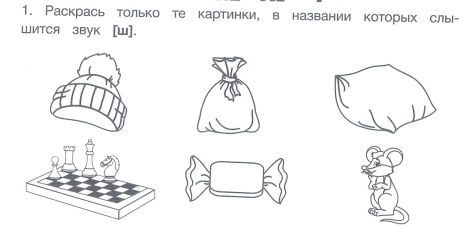 1. Раскрась только те картинки, в названии которых слы-
шится звук [ш].